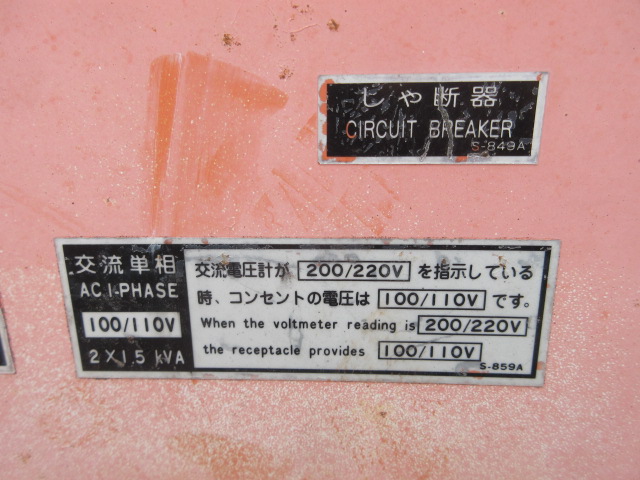 しゃ断器
CIRCUIT BREAKER
S-849A
交流単相
AC 1-PHASE
100/110V
2×1.5 kVA
交流電圧計が 200/220V を指示している
時、コンセントの電圧は 100/110V です。
When the voltmeter reading is 200/220V
the receptacle provides 100/110V
S-859A